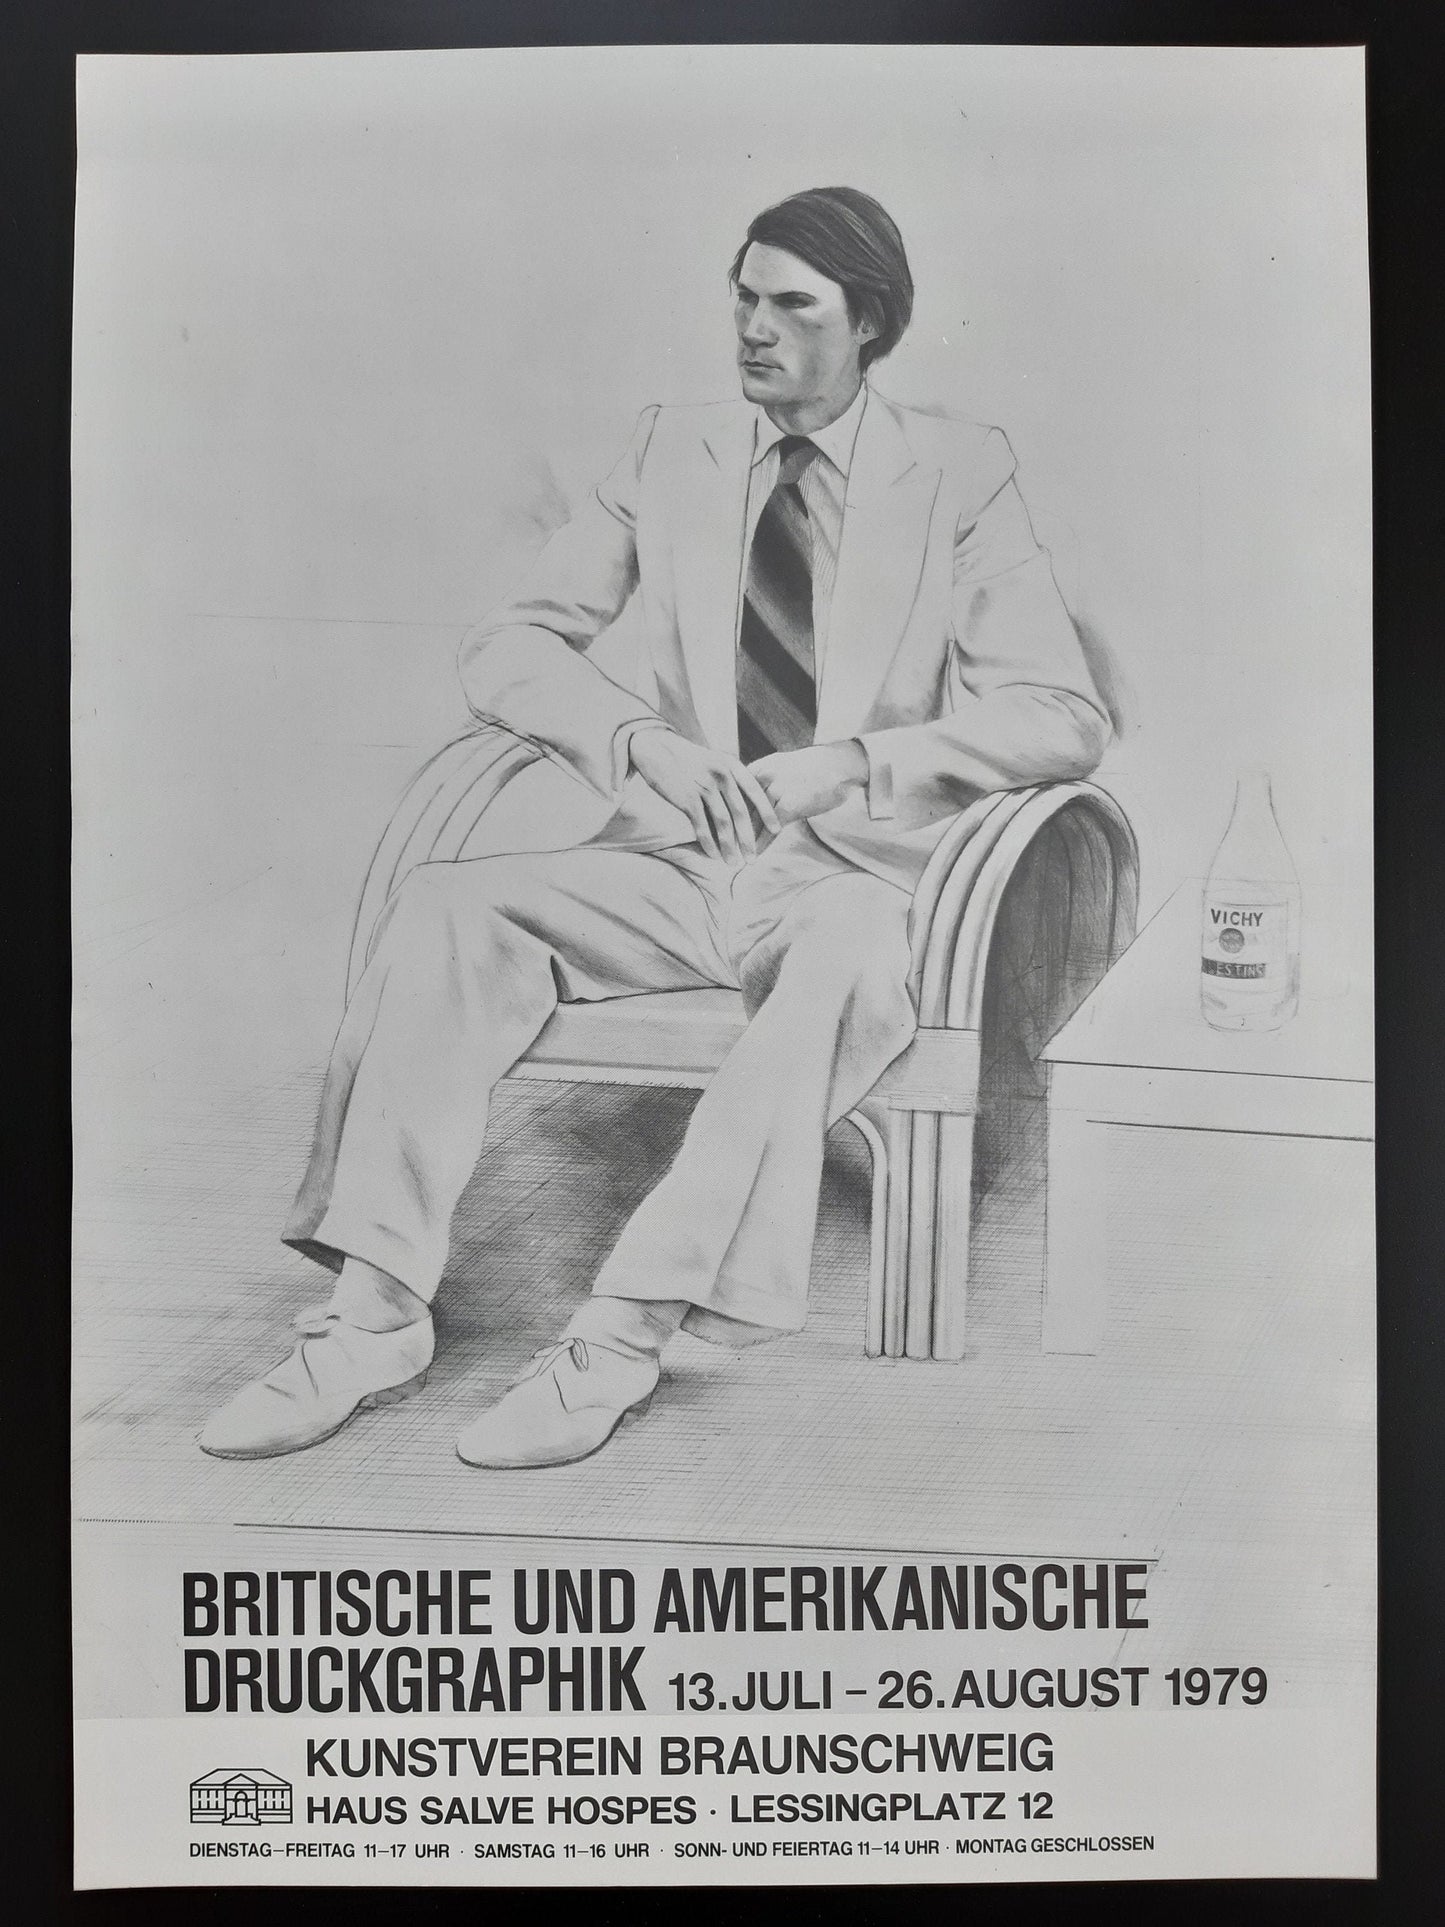 VICHY
BRITISCHE UND AMERIKANISCHE
DRUCKGRAPHIK 13. JULI – 26. AUGUST 1979
KUNSTVEREIN BRAUNSCHWEIG
HAUS SALVE HOSPES · LESSINGPLATZ 12
DIENSTAG–FREITAG 11–17 UHR · SAMSTAG 11–16 UHR · SONN- UND FEIERTAG 11–14 UHR · MONTAG GESCHLOSSEN